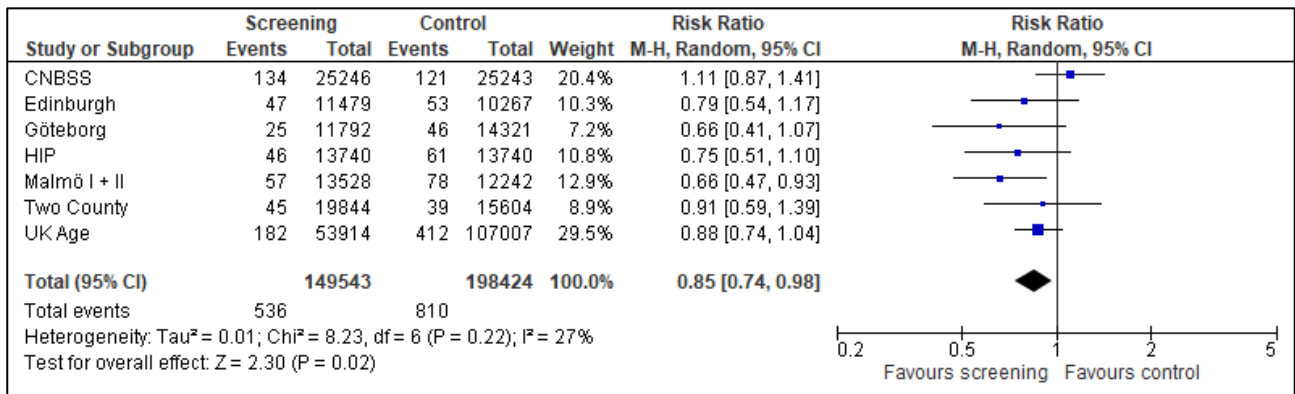 Screening Control Risk Ratio Risk Ratio
Study or Subgroup Events Total Events Total Weight M-H, Random, 95% CI M-H, Random, 95% CI
CNBSS 134 25246 121 25243 20.4% 1.11 [0.87, 1.41]
Edinburgh 47 11479 53 10267 10.3% 0.79 [0.54, 1.17]
Göteborg 25 11792 46 14321 7.2% 0.66 [0.41, 1.07]
HIP 46 13740 61 13740 10.8% 0.75 [0.51, 1.10]
Malmö I + II 57 13528 78 12242 12.9% 0.66 [0.47, 0.93]
Two County 45 19844 39 15604 8.9% 0.91 [0.59, 1.39]
UK Age 182 53914 412 107007 29.5% 0.88 [0.74, 1.04]
Total (95% CI) 149543 198424 100.0% 0.85 [0.74, 0.98]
Total events 536 810
Heterogeneity: Tau² = 0.01; Chi² = 8.23, df = 6 (P = 0.22); I² = 27%
Test for overall effect: Z = 2.30 (P = 0.02)
0.2 0.5 1 2 5
Favours screening Favours control